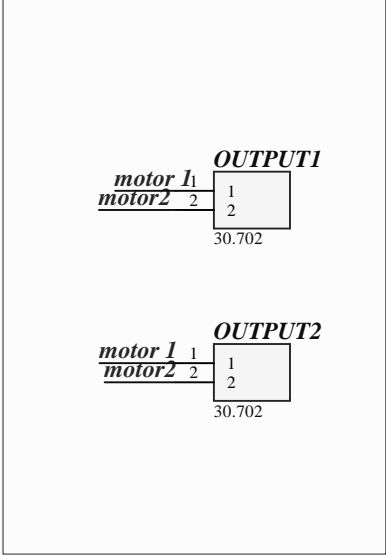 OUTPUT1
motor 1 1 1
motor2 2 2
30.702
OUTPUT2
motor 1 1 1
motor2 2 2
30.702